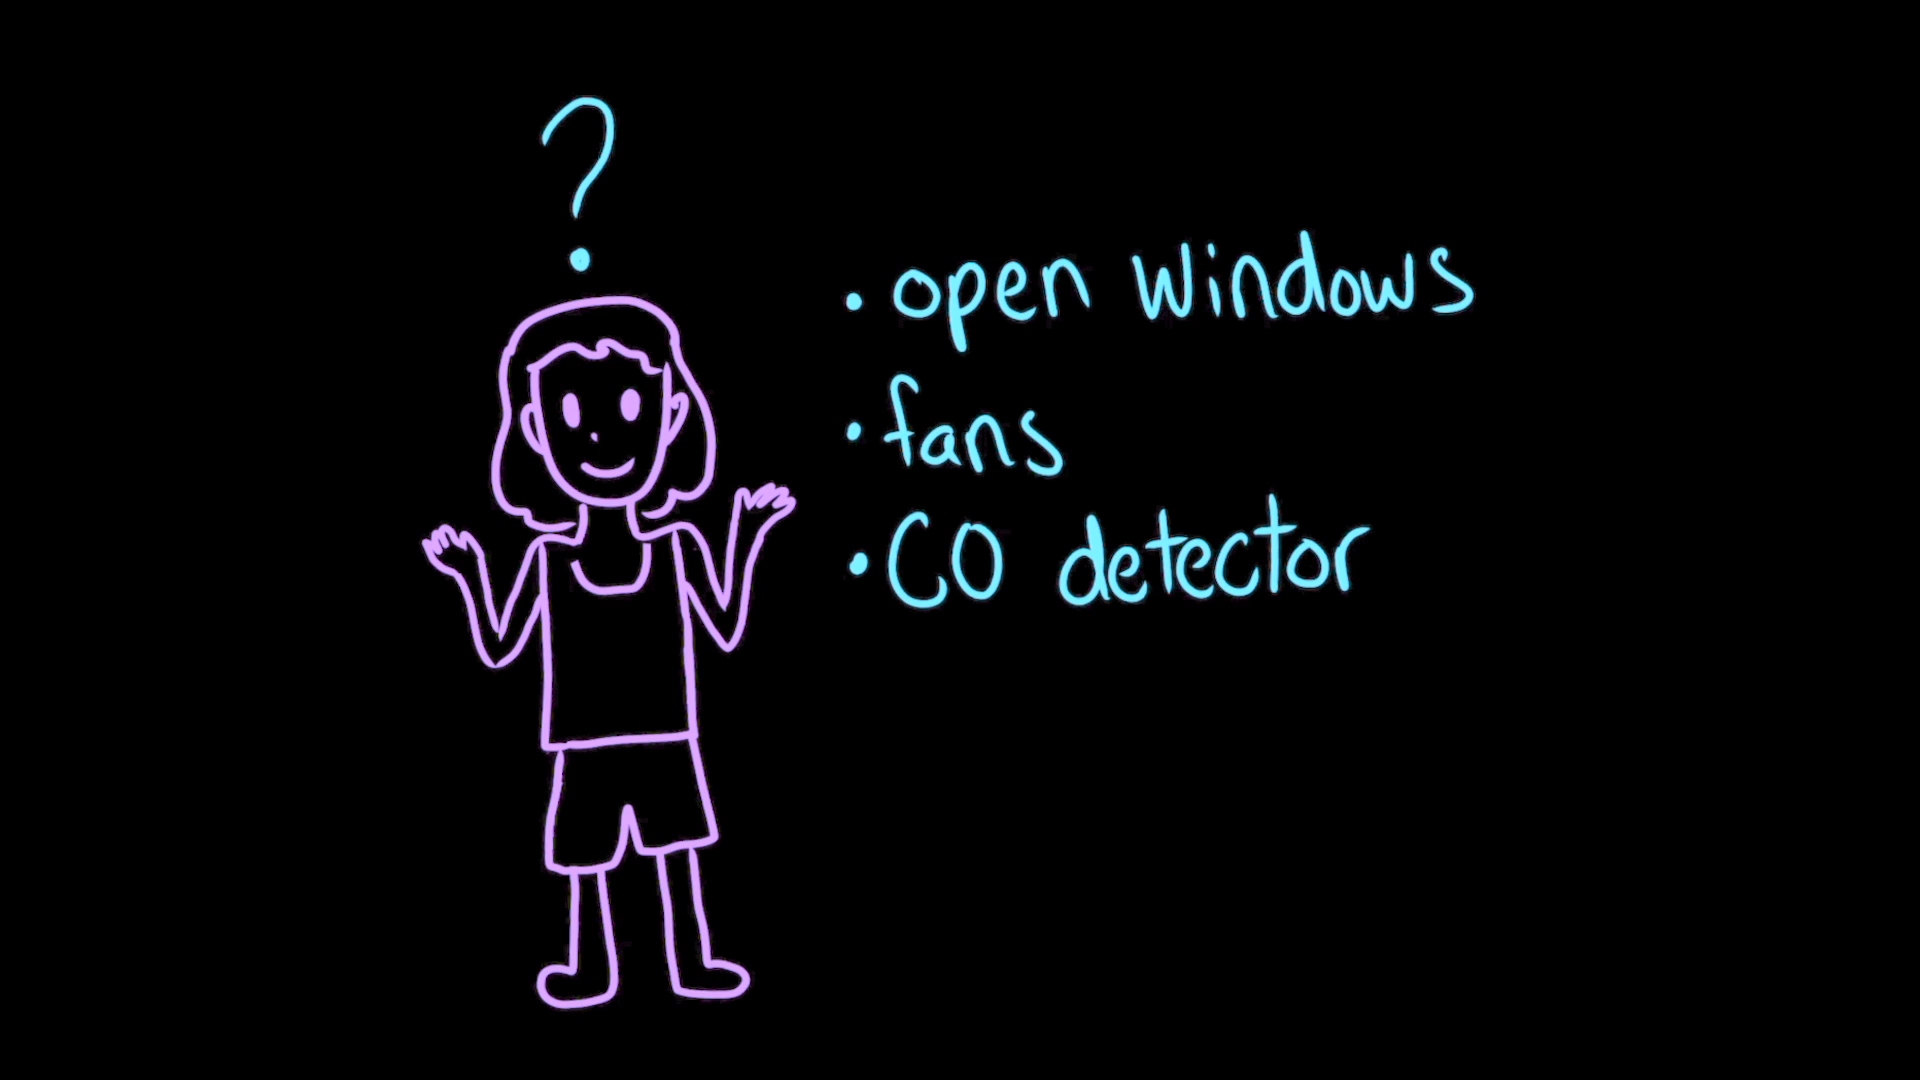 ?
• open windows
• fans
• CO detector